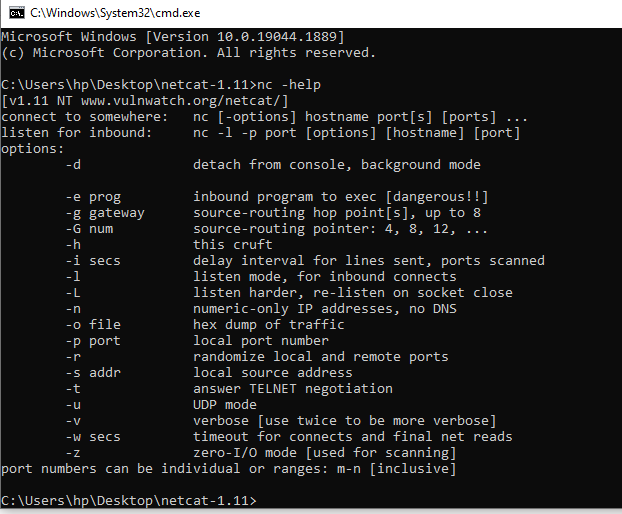 C:\Windows\System32\cmd.exe
Microsoft Windows [Version 10.0.19044.1889]
(c) Microsoft Corporation. All rights reserved.
C:\Users\hp\Desktop\netcat-1.11>nc -help
[v1.11 NT www.vulnwatch.org/netcat/]
connect to somewhere:   nc [-options] hostname port[s] [ports] ...
listen for inbound:     nc -l -p port [options] [hostname] [port]
options:
        -d              detach from console, background mode
        -e prog         inbound program to exec [dangerous!!]
        -g gateway      source-routing hop point[s], up to 8
        -G num          source-routing pointer: 4, 8, 12, ...
        -h              this cruft
        -i secs         delay interval for lines sent, ports scanned
        -l              listen mode, for inbound connects
        -L              listen harder, re-listen on socket close
        -n              numeric-only IP addresses, no DNS
        -o file         hex dump of traffic
        -p port         local port number
        -r              randomize local and remote ports
        -s addr         local source address
        -t              answer TELNET negotiation
        -u              UDP mode
        -v              verbose [use twice to be more verbose]
        -w secs         timeout for connects and final net reads
        -z              zero-I/O mode [used for scanning]
port numbers can be individual or ranges: m-n [inclusive]
C:\Users\hp\Desktop\netcat-1.11>